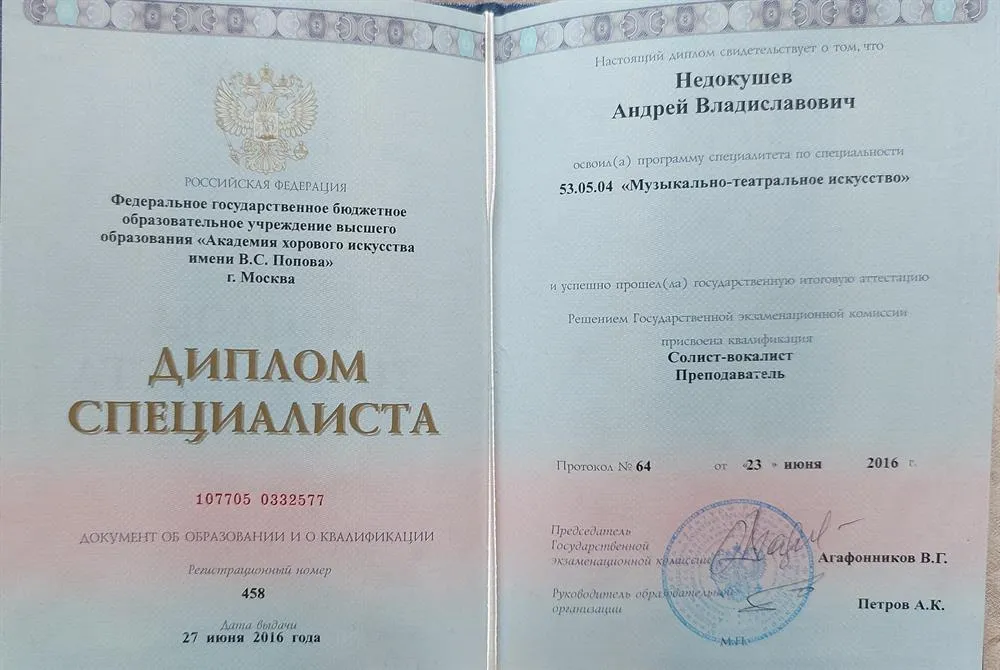 РОССИЙСКАЯ ФЕДЕРАЦИЯ
Федеральное государственное бюджетное
образовательное учреждение высшего
образования «Академия хорового искусства
имени В.С. Попова»
г. Москва
ДИПЛОМ
СПЕЦИАЛИСТА
107705 0332577
ДОКУМЕНТ ОБ ОБРАЗОВАНИИ И О КВАЛИФИКАЦИИ
Регистрационный номер
458
Дата выдачи
27 июня 2016 года
Настоящий диплом свидетельствует о том, что
Недокушев
Андрей Владиславович
освоил(а) программу специалитета по специальности
53.05.04 «Музыкально-театральное искусство»
и успешно прошел(ла) государственную итоговую аттестацию
Решением Государственной экзаменационной комиссии
присвоена квалификация
Солист-вокалист
Преподаватель
Протокол № 64 от «23 » июня 2016 г.
Председатель
Государственной
экзаменационной комиссии
Агафонников В.Г.
Руководитель образовательной
организации
Петров А.К.
М.П.